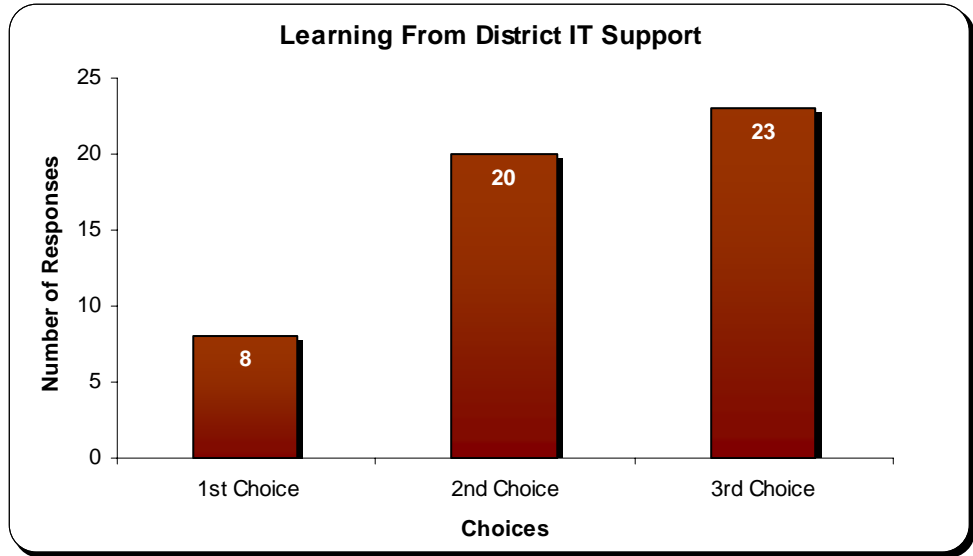 Learning From District IT Support
Number of Responses
25
20
15
10
5
0
8
20
23
1st Choice
2nd Choice
3rd Choice
Choices